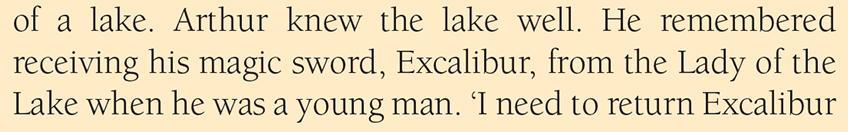 of a lake. Arthur knew the lake well. He remembered
receiving his magic sword, Excalibur, from the Lady of the
Lake when he was a young man. ‘I need to return Excalibur